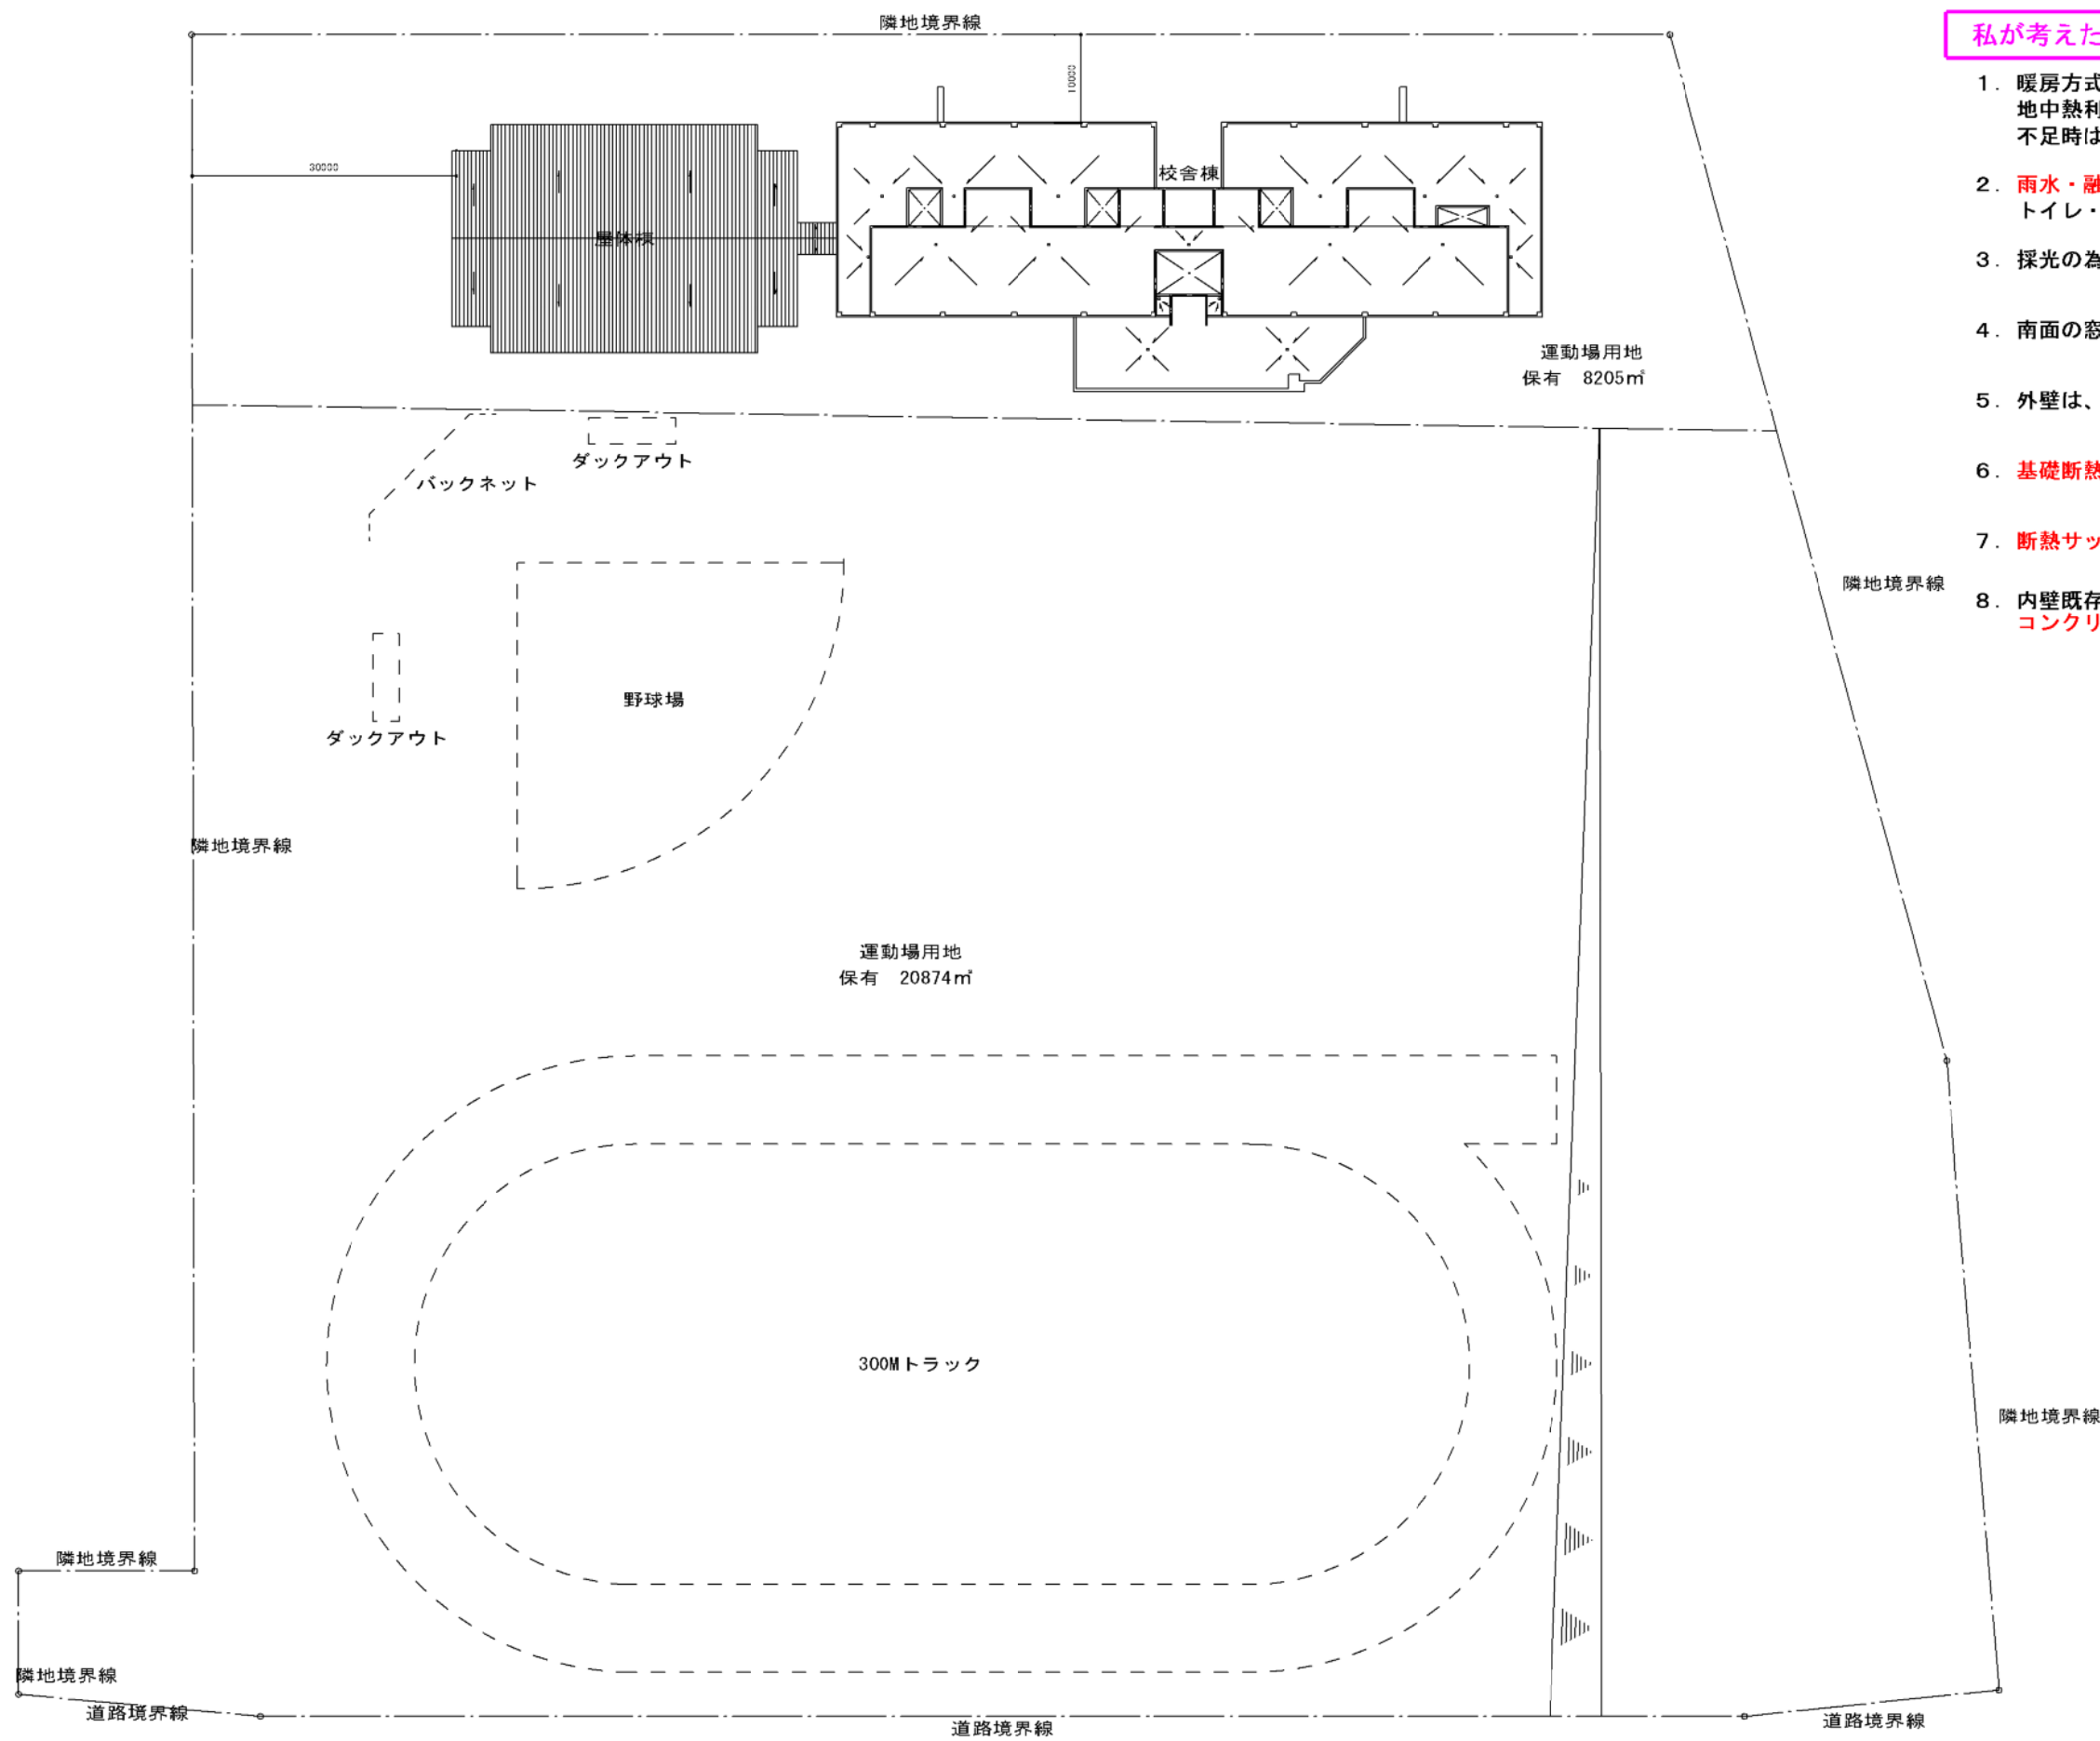 隣地境界線
私が考えた
10000
1. 暖房方式
地中熱利
不足時は
30000
校舎棟
2. 雨水・融
トイレ・
屋体棟
3. 採光の為
4. 南面の窓
運動場用地
保有 8205㎡
5. 外壁は、
ダックアウト
バックネット
6. 基礎断熱
7. 断熱サッ
隣地境界線
8. 内壁既存
コンクリ
野球場
ダックアウト
隣地境界線
運動場用地
保有 20874㎡
300Mトラック
隣地境界線
隣地境界線
隣地境界線
道路境界線
道路境界線
道路境界線